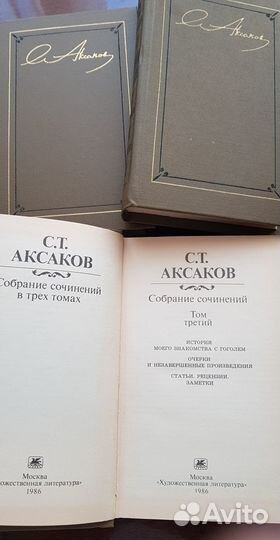 С. Аксаков
С. Аксаков
С.Т.
АКСАКОВ
Собрание сочинений
в трех томах
Москва
«Художественная литература»
1986
С.Т.
АКСАКОВ
Собрание сочинений
Том
третий
ИСТОРИЯ
МОЕГО ЗНАКОМСТВА С ГОГОЛЕМ
ОЧЕРКИ
И НЕЗАВЕРШЕННЫЕ ПРОИЗВЕДЕНИЯ
СТАТЬИ, РЕЦЕНЗИИ,
ЗАМЕТКИ
Москва
«Художественная литература»
1986
Avito